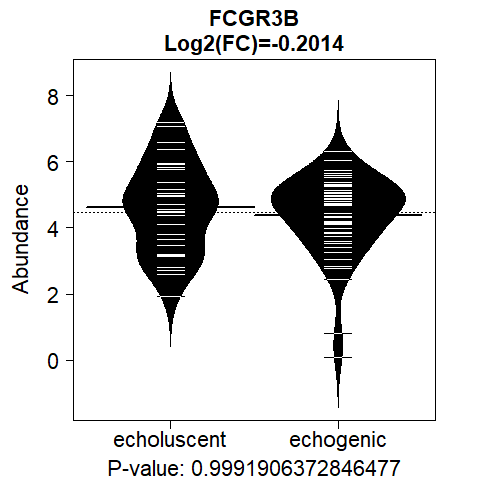 FCGR3B
Log2(FC)=-0.2014
8
6
4
2
0
Abundance
echoluscent echogenic
P-value: 0.9991906372846477